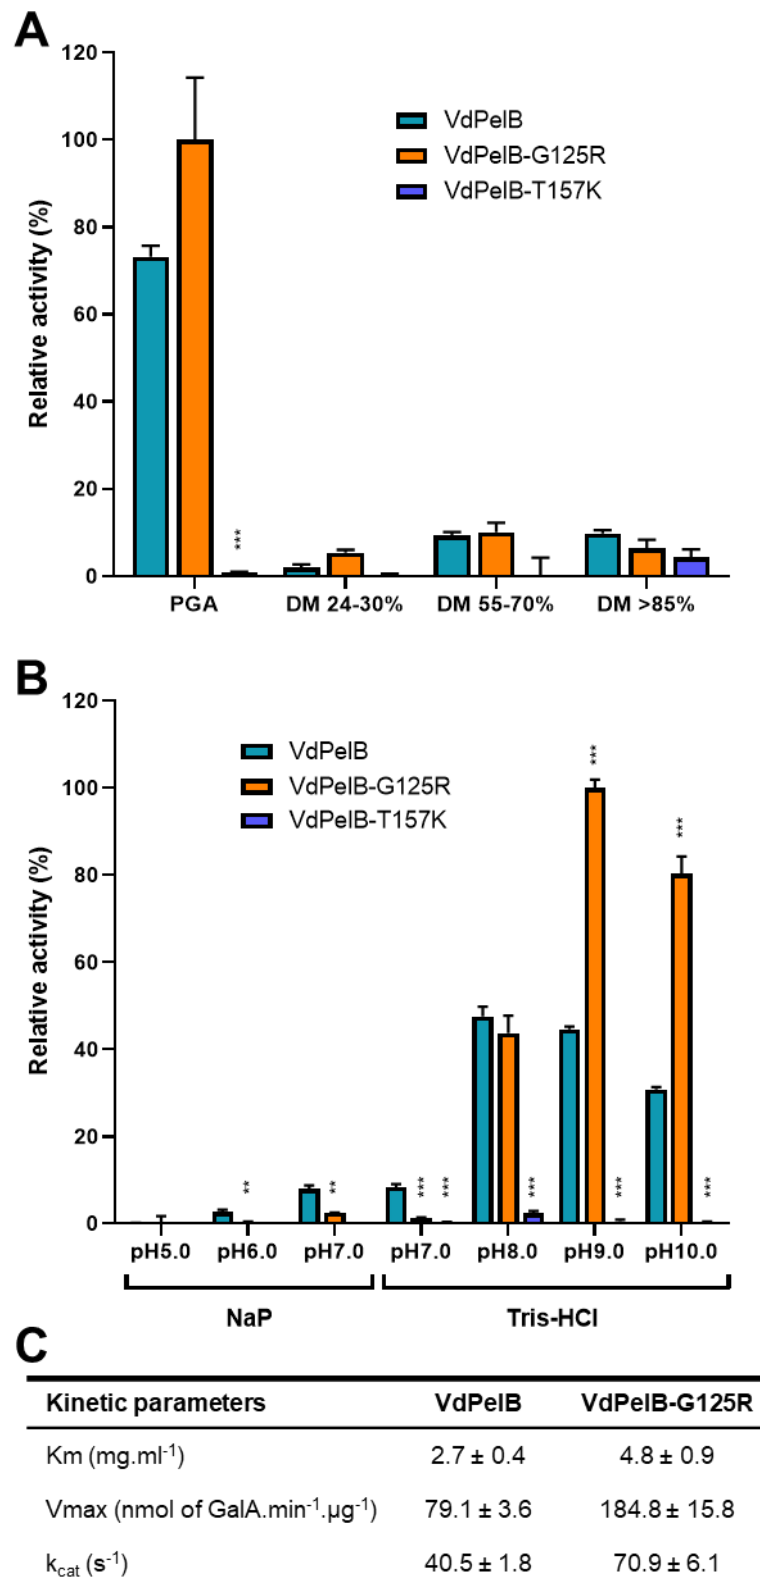 A
120
100
80
60
40
20
0
Relative activity (%)
VdPelB
VdPelB-G125R
VdPelB-T157K
***
PGA DM 24-30% DM 55-70% DM >85%
B
120
100
80
60
40
20
0
Relative activity (%)
VdPelB
VdPelB-G125R
VdPelB-T157K
** ** *** *** *** *** *** *** ***
pH5.0 pH6.0 pH7.0 pH7.0 pH8.0 pH9.0 pH10.0
NaP Tris-HCl
C
Kinetic parameters VdPelB VdPelB-G125R
Km (mg.ml⁻¹) 2.7 ± 0.4 4.8 ± 0.9
Vmax (nmol of GalA.min⁻¹.µg⁻¹) 79.1 ± 3.6 184.8 ± 15.8
kcat (s⁻¹) 40.5 ± 1.8 70.9 ± 6.1